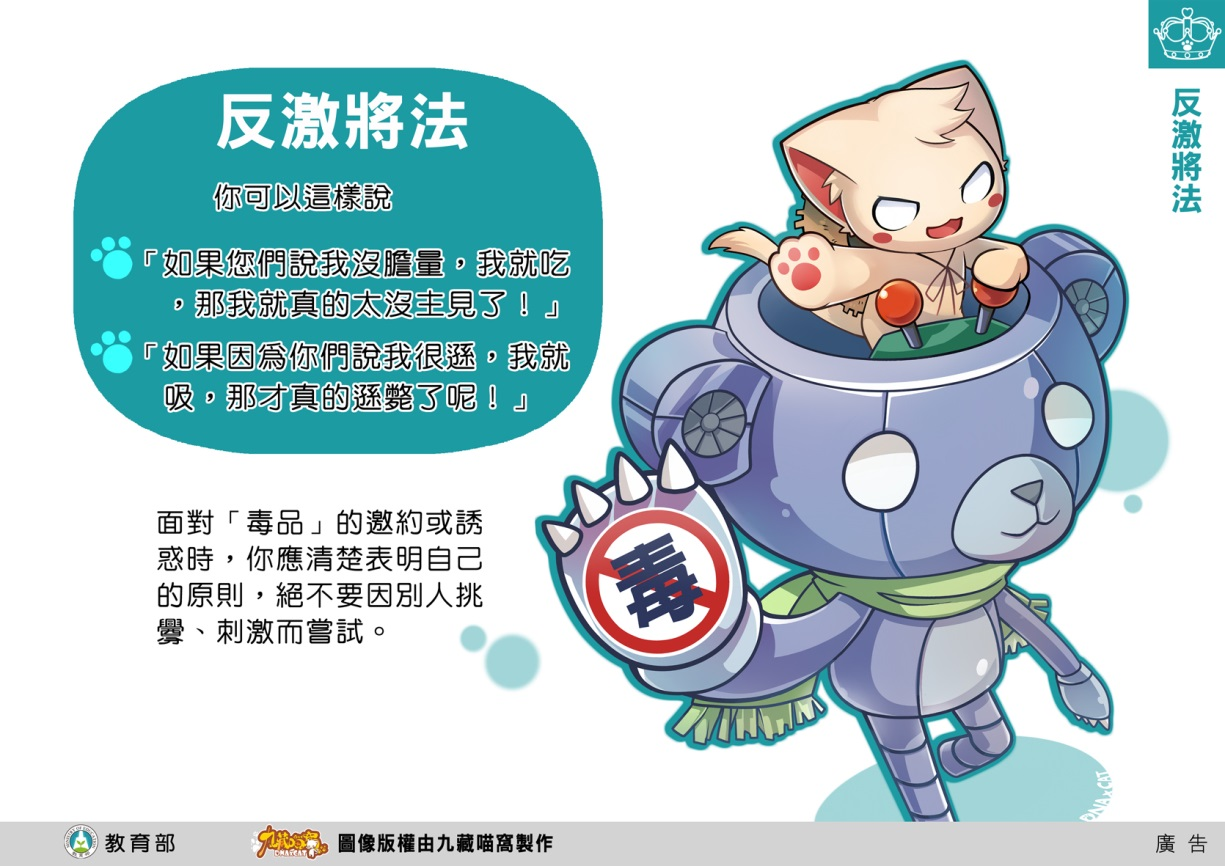 反激將法
反激將法
你可以這樣說
「如果您們說我沒膽量，我就吃
，那我就真的太沒主見了！」
「如果因為你們說我很遜，我就
吸，那才真的遜斃了呢！」
面對「毒品」的邀約或誘
惑時，你應清楚表明自己
的原則，絕不要因別人挑
釁、刺激而嘗試。
毒
DNAxCAT
教育部
九藏喵窩
圖像版權由九藏喵窩製作
廣告